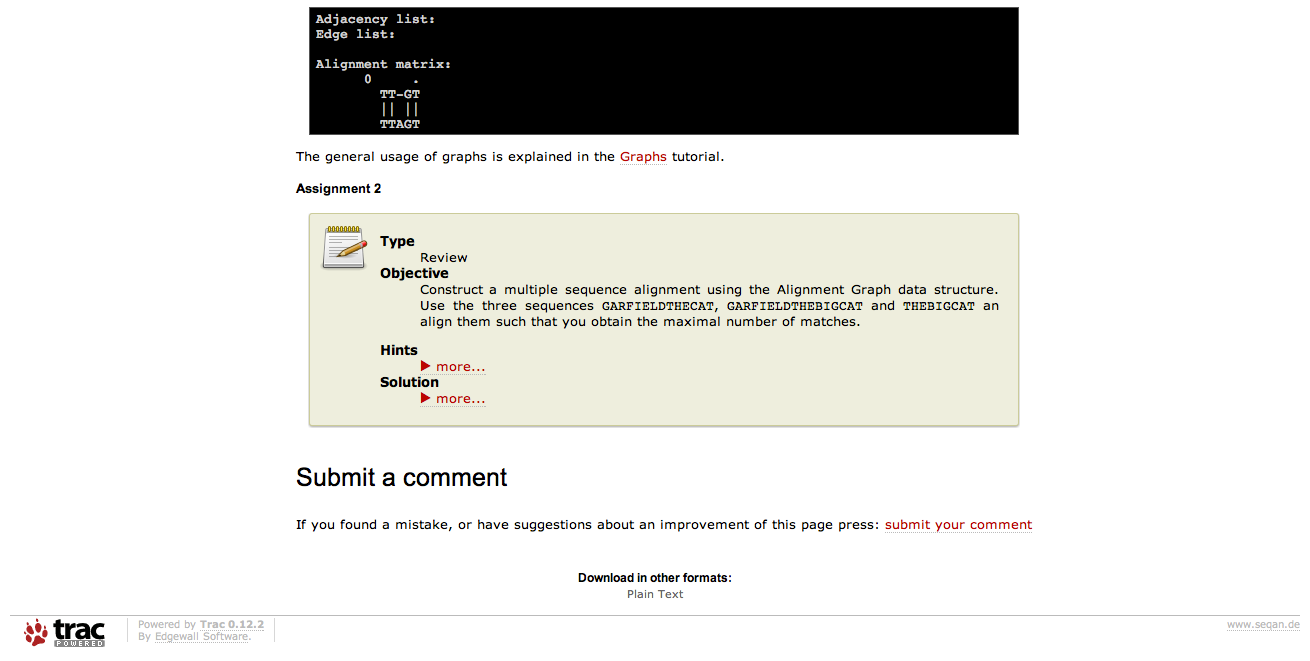 Adjacency list:
Edge list:
Alignment matrix:
0     .
TT-GT
|| ||
TTAGT
The general usage of graphs is explained in the Graphs tutorial.
Assignment 2
Type
Review
Objective
Construct a multiple sequence alignment using the Alignment Graph data structure.
Use the three sequences GARFIELDTHECAT, GARFIELDTHEBIGCAT and THEBIGCAT an
align them such that you obtain the maximal number of matches.
Hints
▶ more...
Solution
▶ more...
Submit a comment
If you found a mistake, or have suggestions about an improvement of this page press: submit your comment
Download in other formats:
Plain Text
trac
POWERED
Powered by Trac 0.12.2
By Edgewall Software.
www.seqan.de